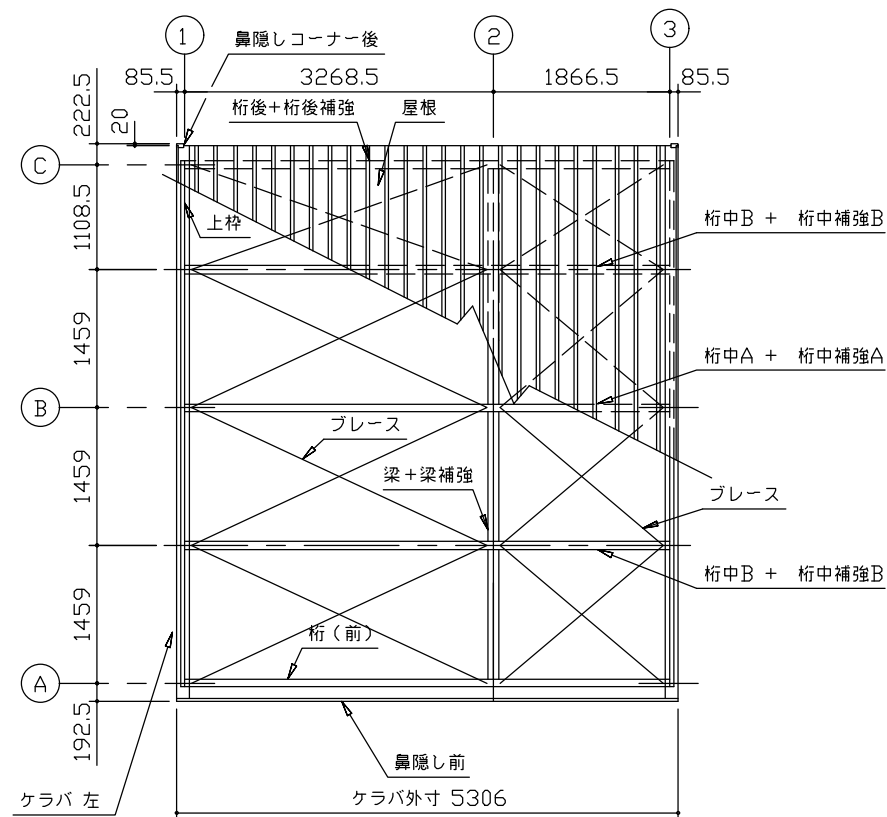 1
2
3
鼻隠しコーナー後
85.5
3268.5
1866.5
85.5
222.5
20
桁後+桁後補強
屋根
C
上枠
1108.5
桁中B + 桁中補強B
1459
桁中A + 桁中補強A
B
ブレース
梁+梁補強
1459
ブレース
桁中B + 桁中補強B
1459
桁(前)
A
192.5
鼻隠し前
ケラバ 左
ケラバ外寸 5306